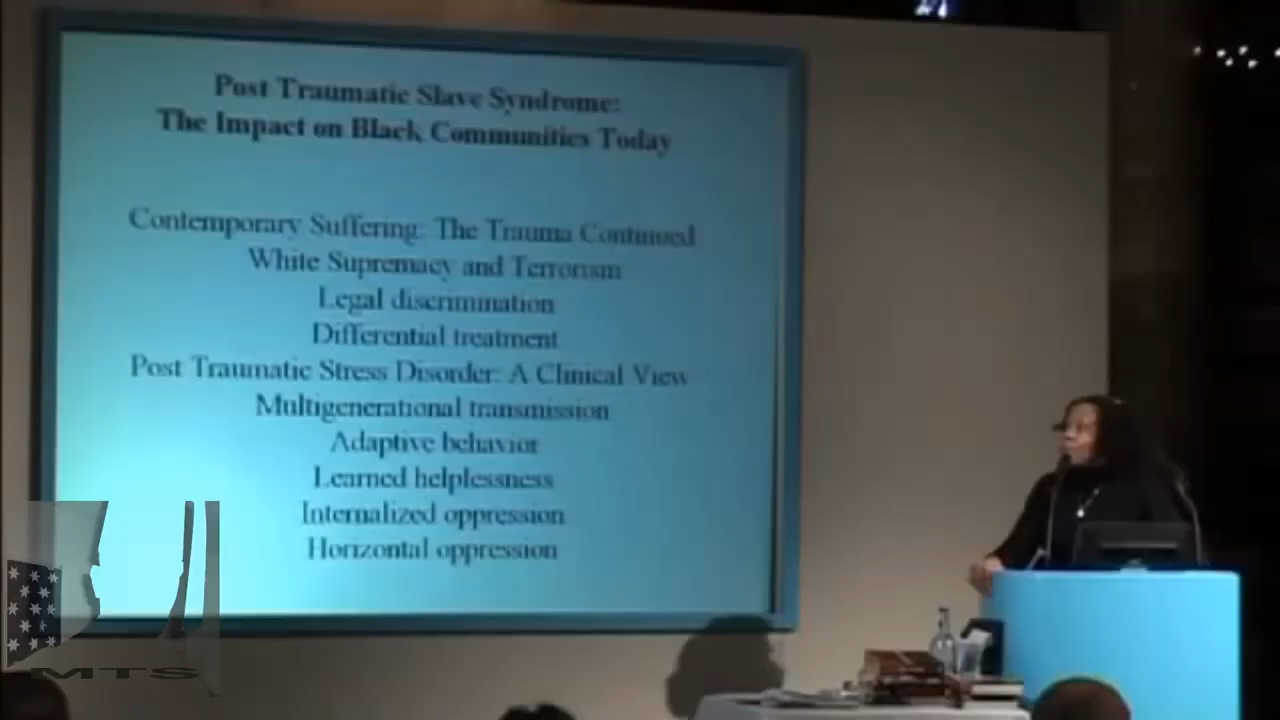 Post Traumatic Slave Syndrome:
The Impact on Black Communities Today
Contemporary Suffering: The Trauma Continued
White Supremacy and Terrorism
Legal discrimination
Differential treatment
Post Traumatic Stress Disorder: A Clinical View
Multigenerational transmission
Adaptive behavior
Learned helplessness
Internalized oppression
Horizontal oppression
MTS